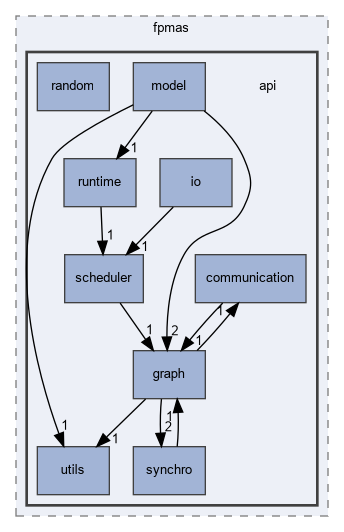 fpmas
random
model
api
1
runtime
io
1
1
scheduler
communication
1
2
1
1
graph
1
2
1
1
utils
synchro